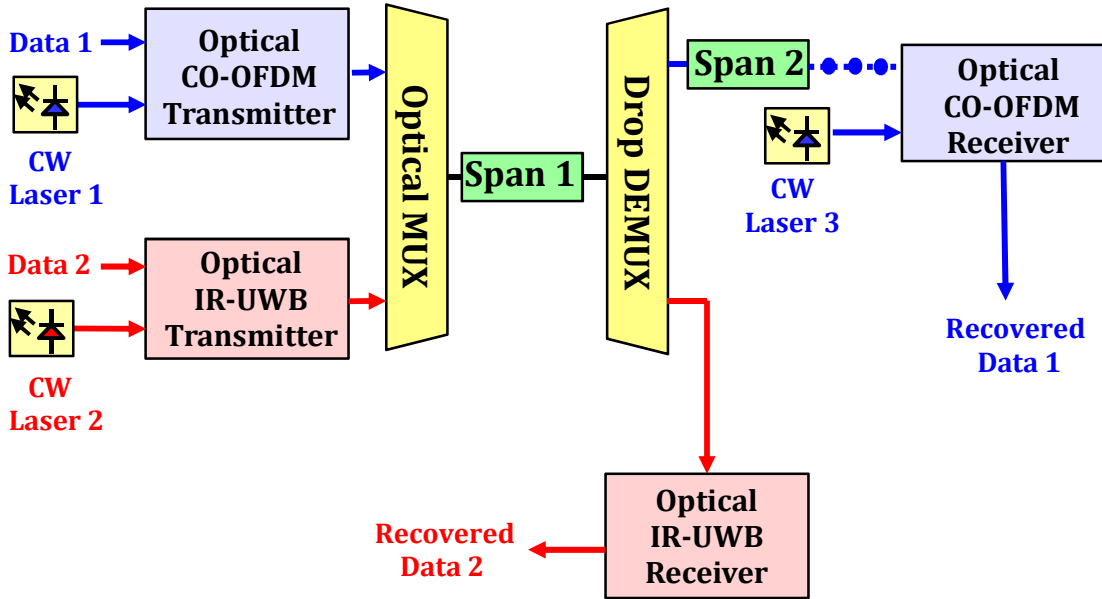 Data 1
Optical
CO-OFDM
Transmitter
CW
Laser 1
Data 2
Optical
IR-UWB
Transmitter
CW
Laser 2
Optical MUX
Span 1
Drop DEMUX
Span 2
CW
Laser 3
Optical
CO-OFDM
Receiver
Recovered
Data 1
Optical
IR-UWB
Receiver
Recovered
Data 2